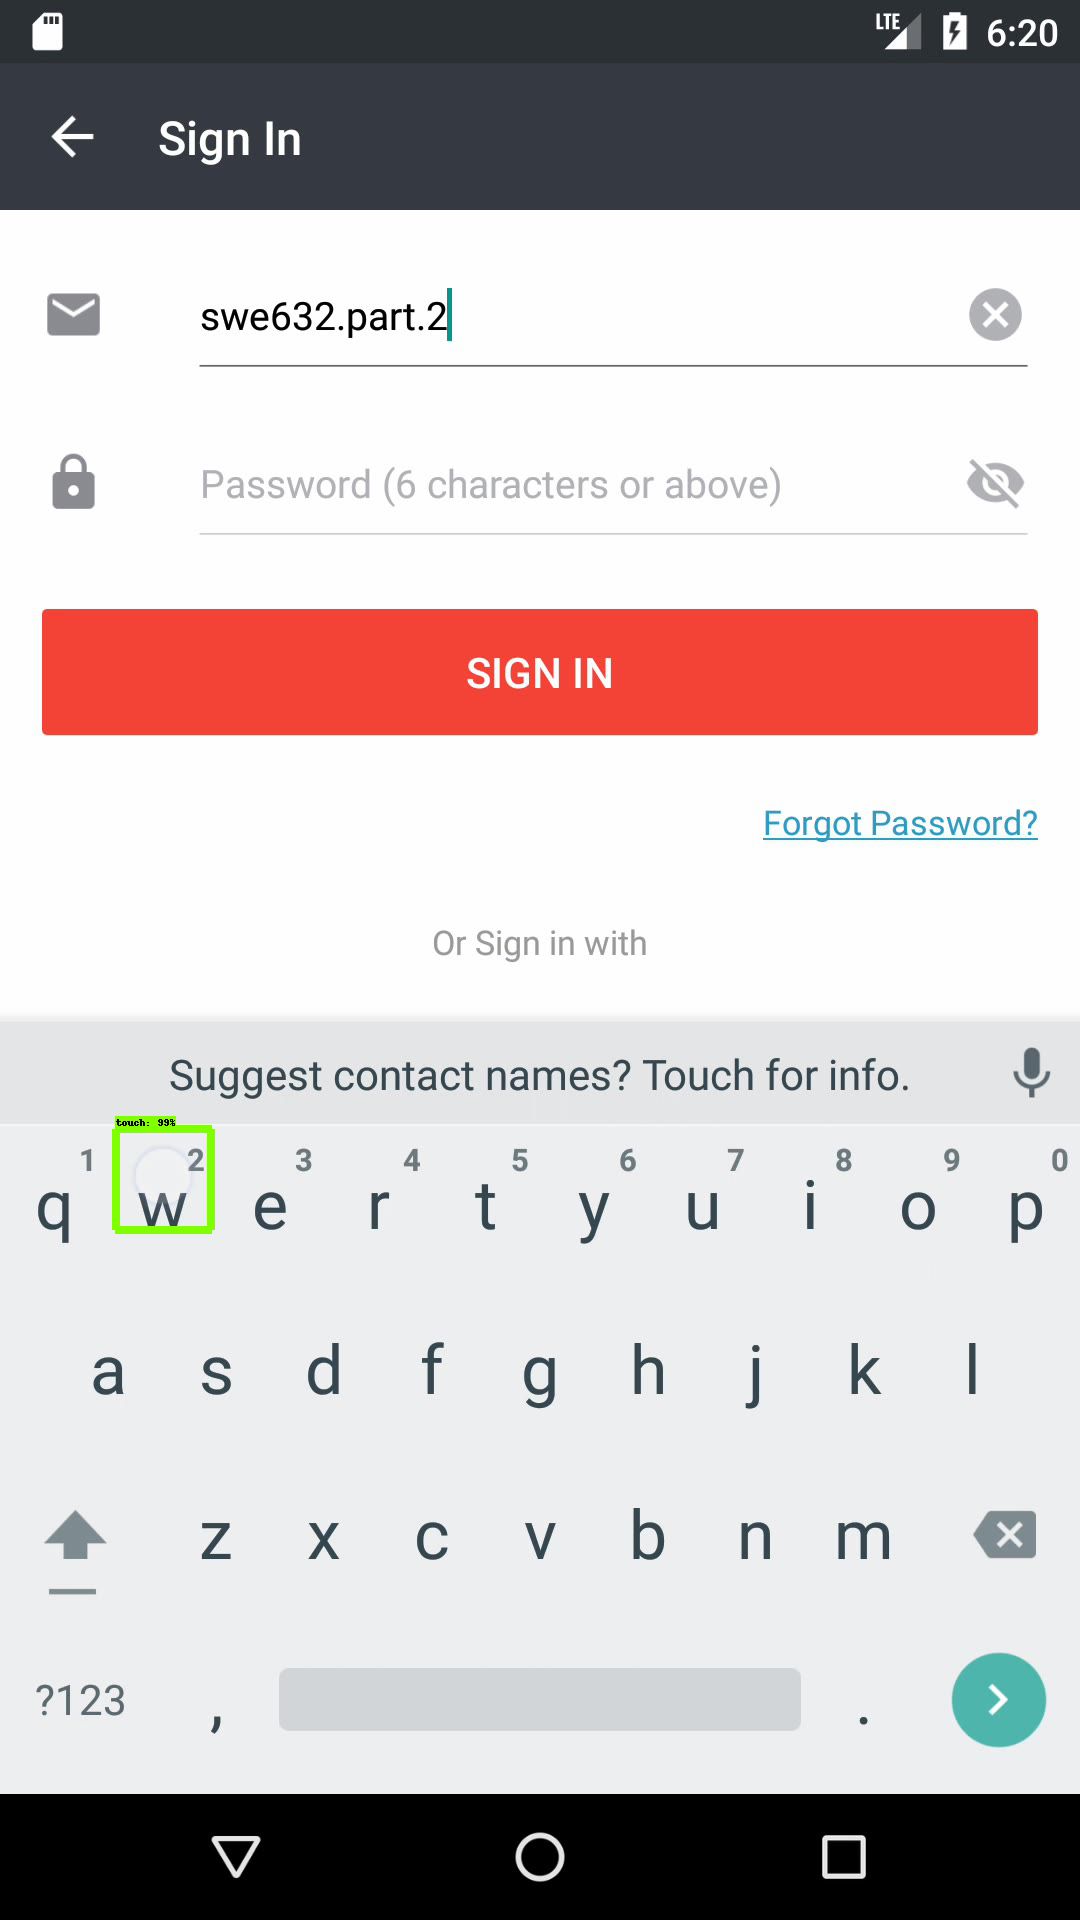 LTE 6:20
Sign In
swe632.part.2
Password (6 characters or above)
SIGN IN
Forgot Password?
Or Sign in with
Suggest contact names? Touch for info.
touch: 99%
1 2 3 4 5 6 7 8 9 0
q w e r t y u i o p
a s d f g h j k l
z x c v b n m
?123 , .